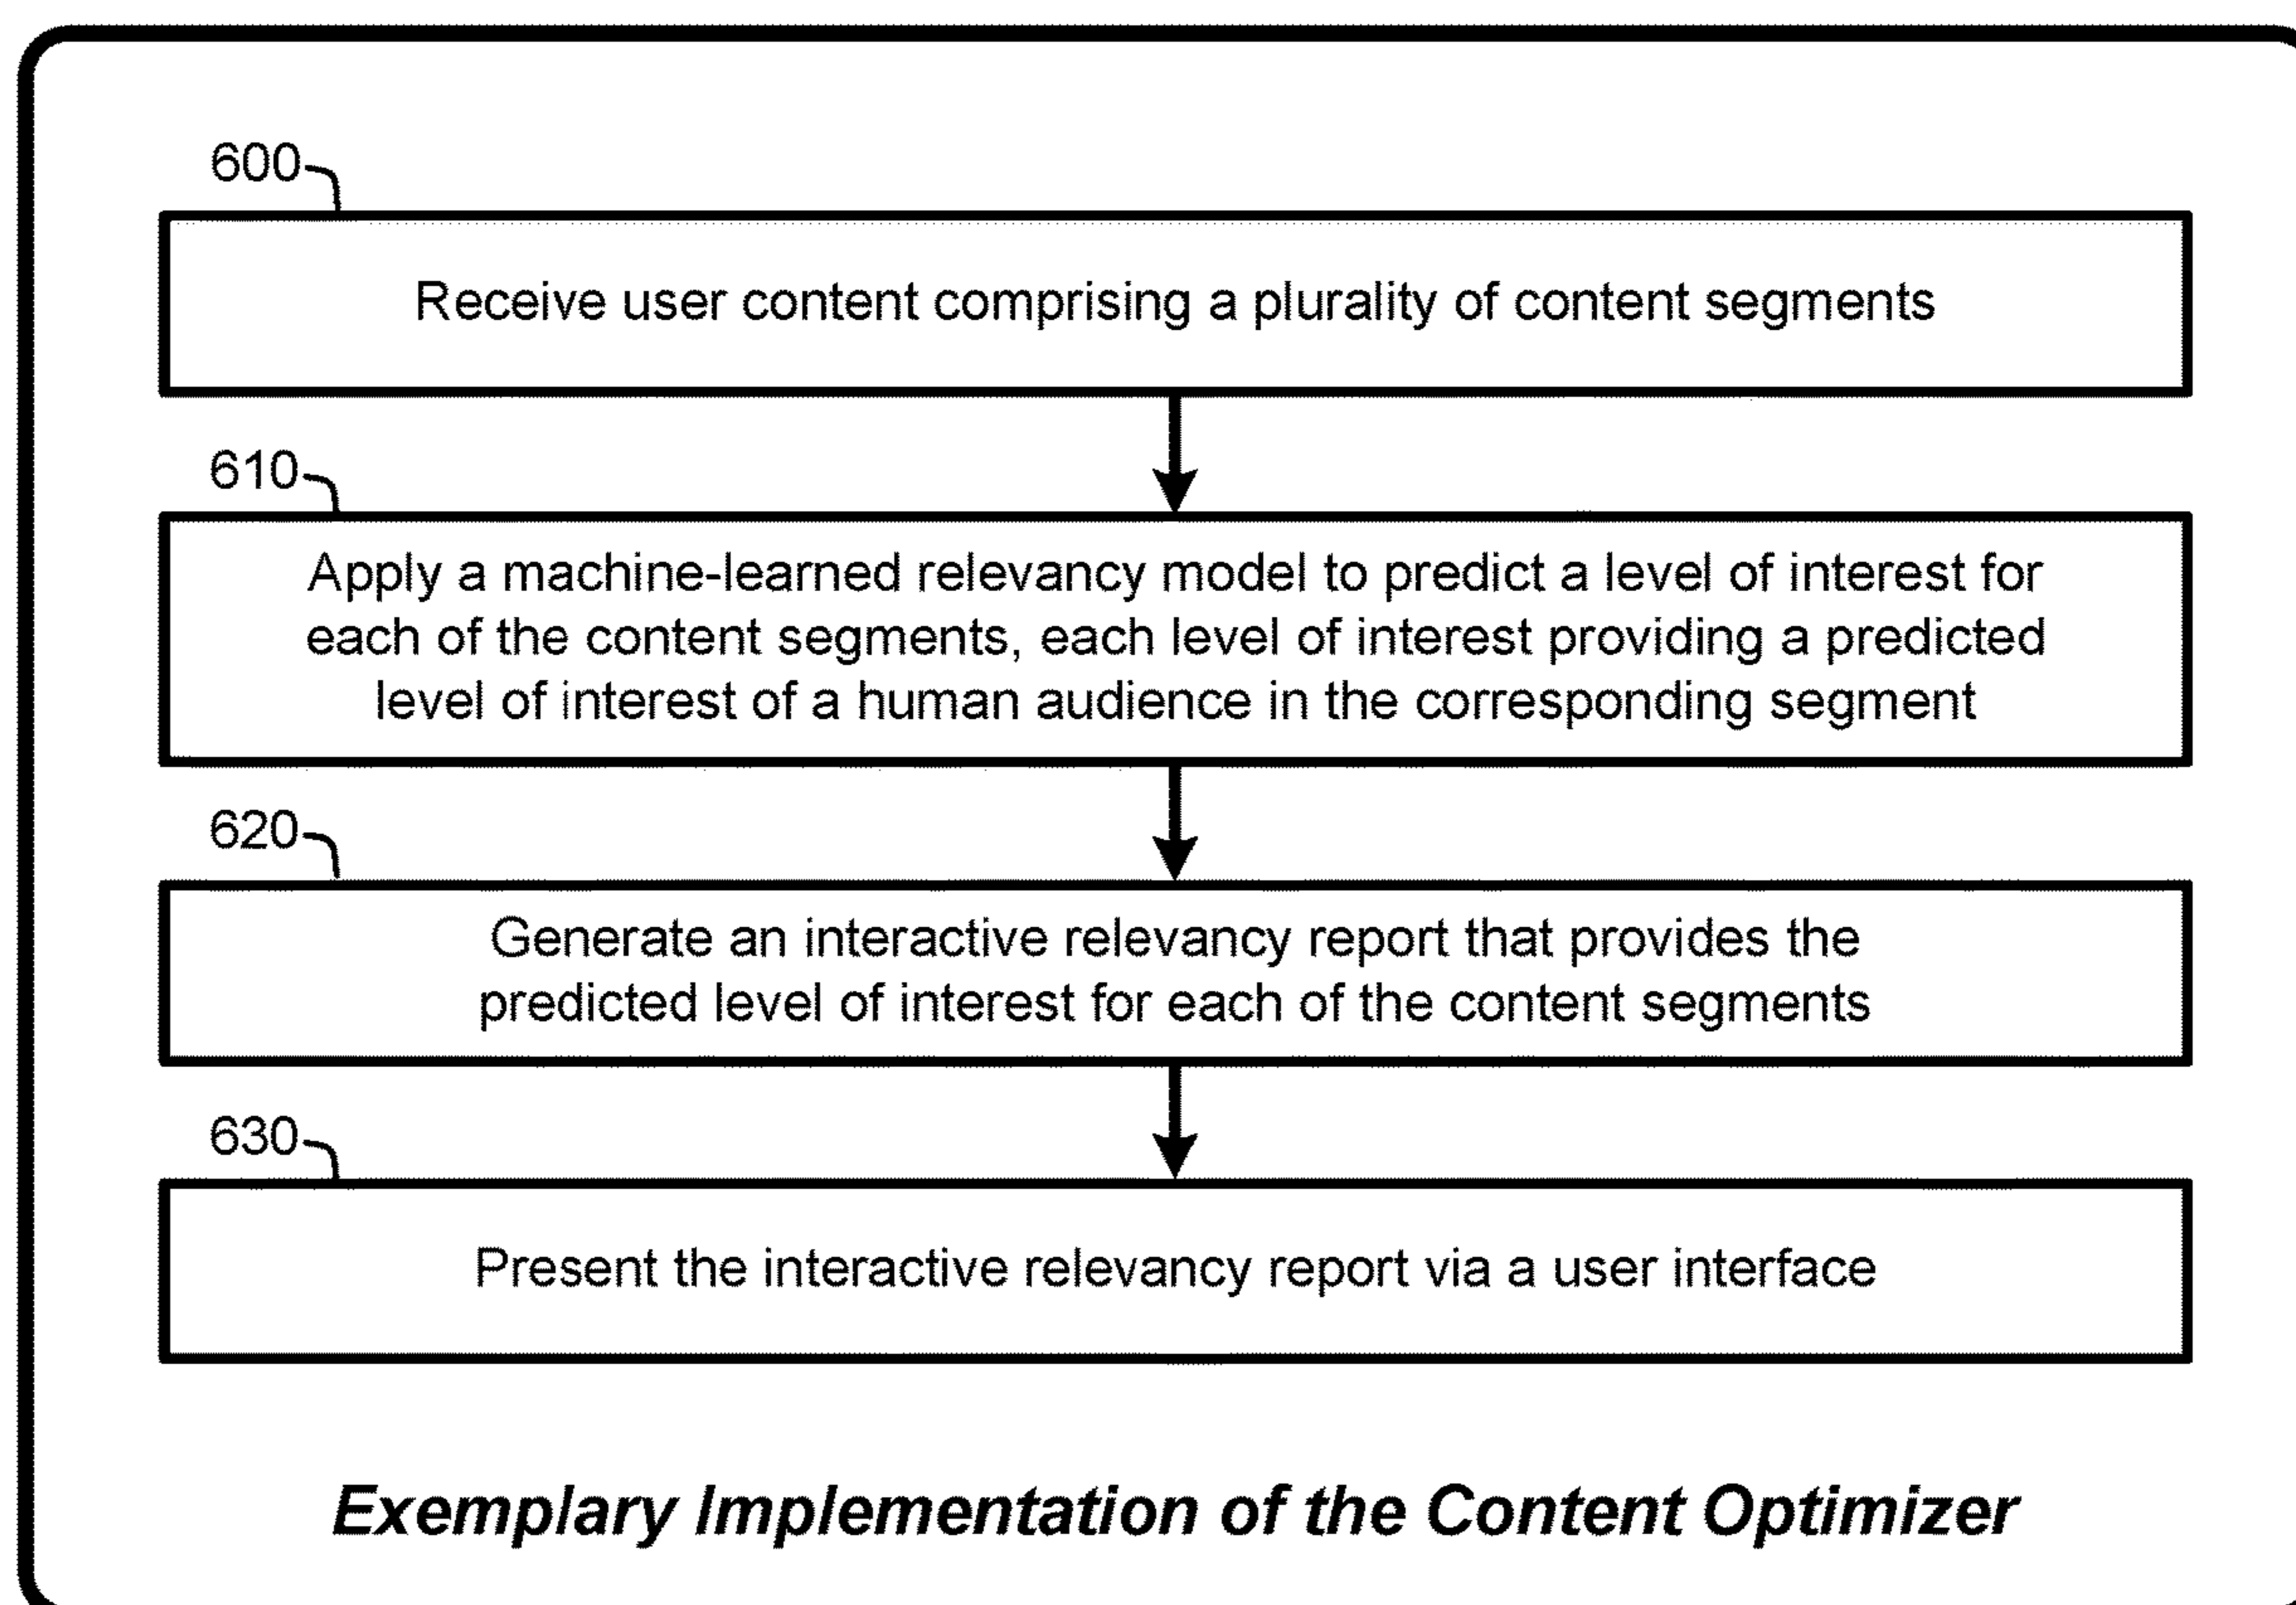 600
Receive user content comprising a plurality of content segments
610
Apply a machine-learned relevancy model to predict a level of interest for
each of the content segments, each level of interest providing a predicted
level of interest of a human audience in the corresponding segment
620
Generate an interactive relevancy report that provides the
predicted level of interest for each of the content segments
630
Present the interactive relevancy report via a user interface
Exemplary Implementation of the Content Optimizer